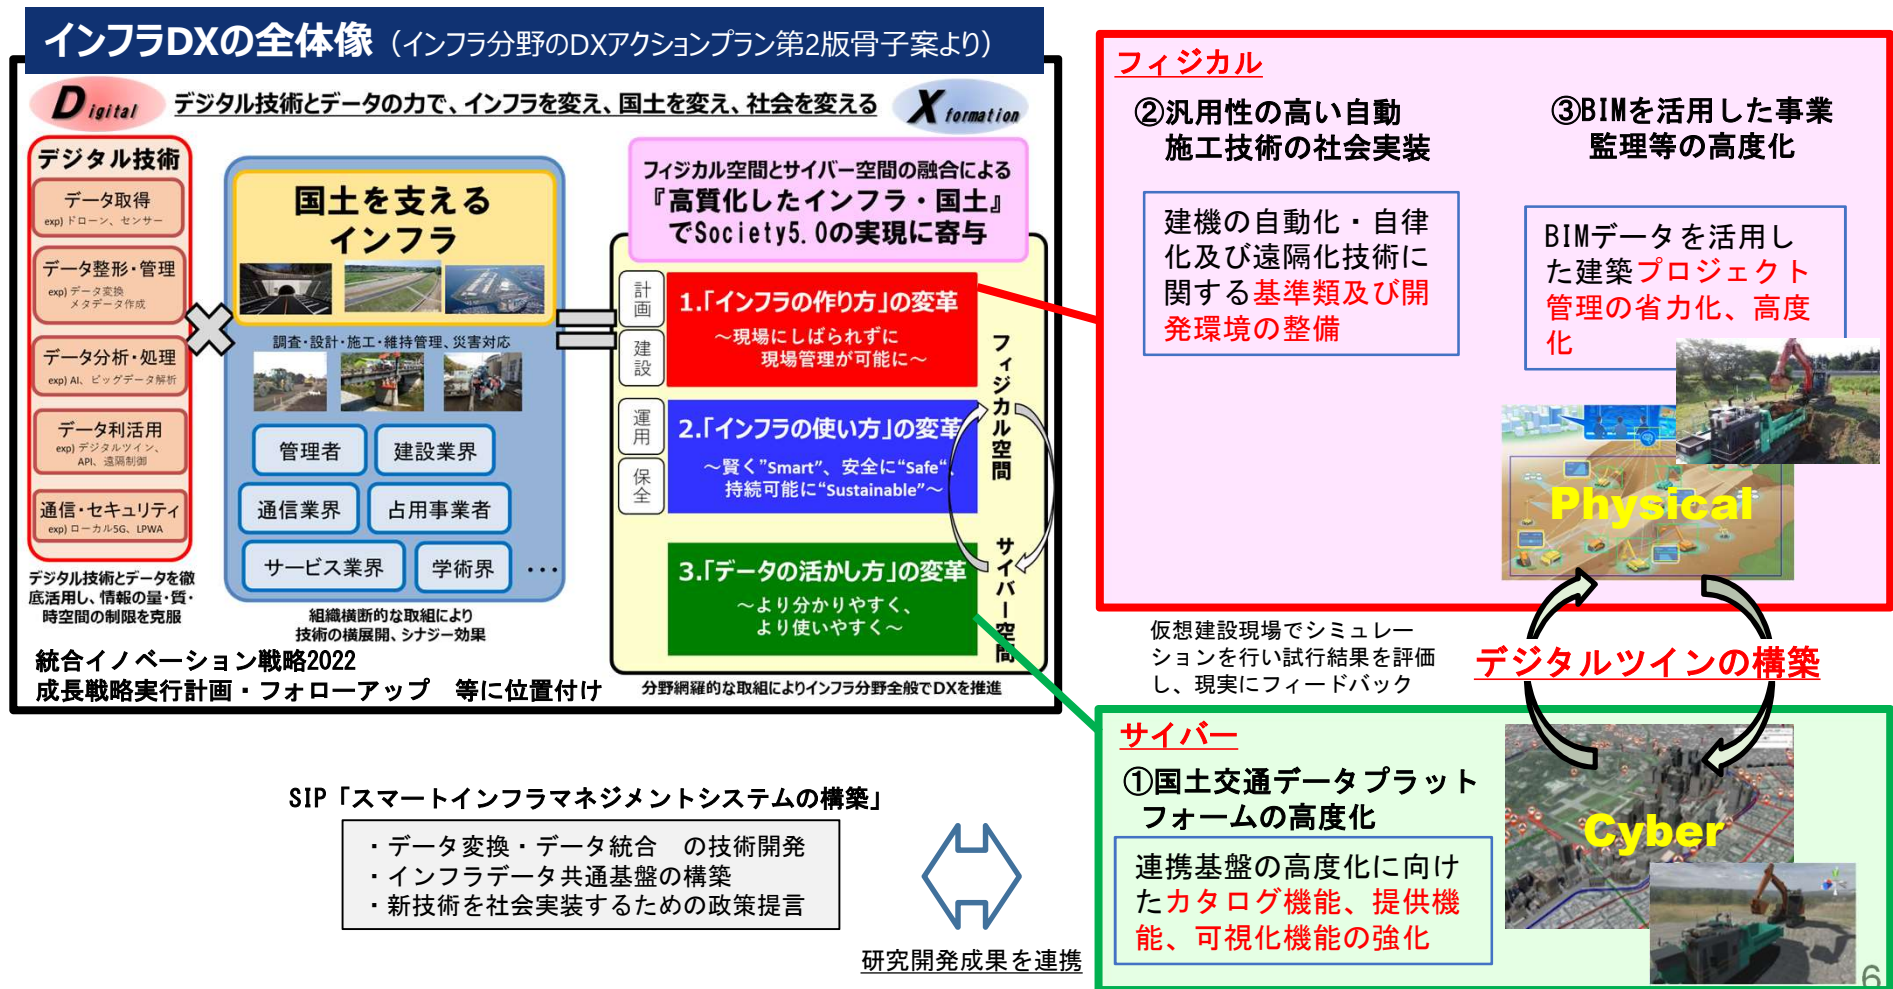 インフラDXの全体像（インフラ分野のDXアクションプラン第2版骨子案より）
Digital
デジタル技術とデータの力で、インフラを変え、国土を変え、社会を変える
Xformation
デジタル技術
データ取得
exp) ドローン、センサー
データ整形・管理
exp) データ変換
メタデータ作成
データ分析・処理
exp) AI、ビッグデータ解析
データ利活用
exp) デジタルツイン、
API、遠隔制御
通信・セキュリティ
exp) ローカル5G、LPWA
デジタル技術とデータを徹
底活用し、情報の量・質・
時空間の制限を克服
国土を支える
インフラ
調査・設計・施工・維持管理、災害対応
管理者
建設業界
通信業界
占用事業者
サービス業界
学術界
・・・
組織横断的な取組により
技術の横展開、シナジー効果
フィジカル空間とサイバー空間の融合による
『高質化したインフラ・国土』
でSociety5.0の実現に寄与
計画
建設
運用
保全
1.「インフラの作り方」の変革
～現場にしばられずに
現場管理が可能に～
2.「インフラの使い方」の変革
～賢く”Smart”、安全に“Safe“、
持続可能に“Sustainable”～
3.「データの活かし方」の変革
～より分かりやすく、
より使いやすく～
フィジカル空間
サイバー空間
分野網羅的な取組によりインフラ分野全般でDXを推進
統合イノベーション戦略2022
成長戦略実行計画・フォローアップ　等に位置付け
フィジカル
②汎用性の高い自動
施工技術の社会実装
建機の自動化・自律
化及び遠隔化技術に
関する基準類及び開
発環境の整備
③BIMを活用した事業
監理等の高度化
BIMデータを活用し
た建築プロジェクト
管理の省力化、高度
化
Physical
仮想建設現場でシミュレー
ションを行い試行結果を評価
し、現実にフィードバック
デジタルツインの構築
サイバー
①国土交通データプラット
フォームの高度化
連携基盤の高度化に向け
たカタログ機能、提供機
能、可視化機能の強化
Cyber
SIP「スマートインフラマネジメントシステムの構築」
・データ変換・データ統合　の技術開発
・インフラデータ共通基盤の構築
・新技術を社会実装するための政策提言
研究開発成果を連携
6